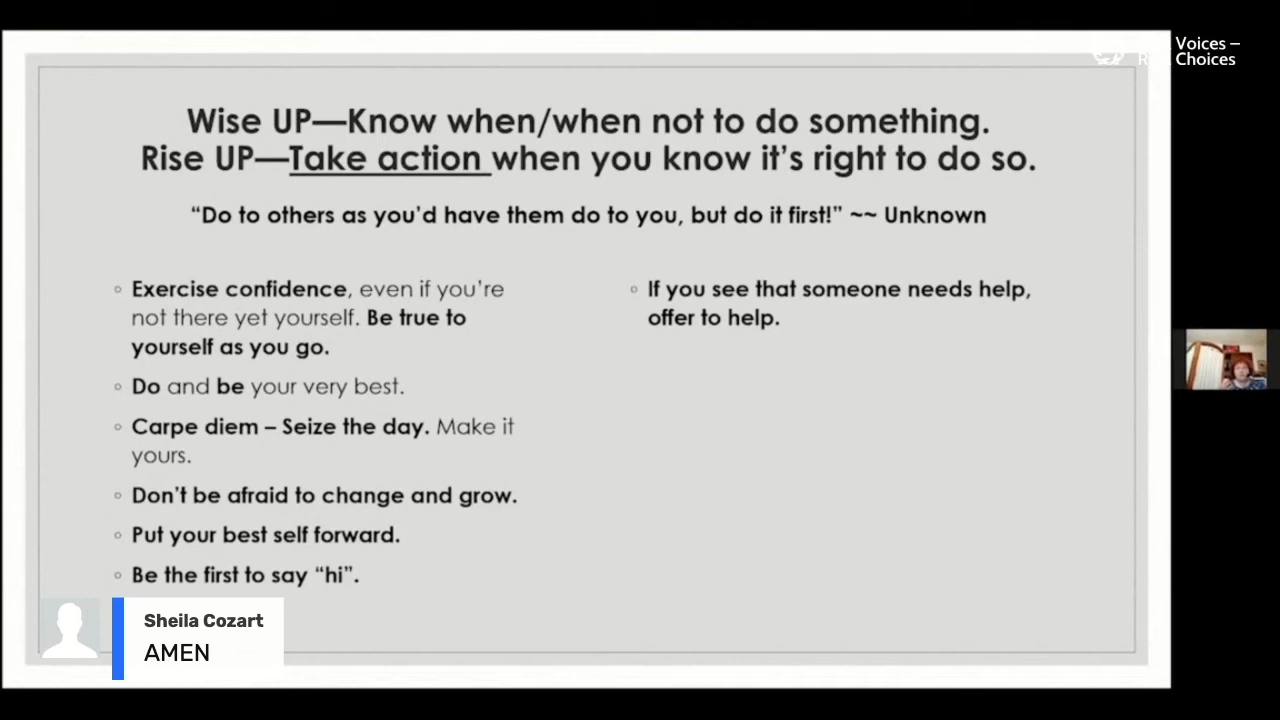 Voices –
Choices
Wise UP—Know when/when not to do something.
Rise UP—Take action when you know it's right to do so.
“Do to others as you'd have them do to you, but do it first!” ~~ Unknown
Exercise confidence, even if you're
not there yet yourself. Be true to
yourself as you go.
Do and be your very best.
Carpe diem – Seize the day. Make it
yours.
Don't be afraid to change and grow.
Put your best self forward.
Be the first to say “hi”.
If you see that someone needs help,
offer to help.
Sheila Cozart
AMEN